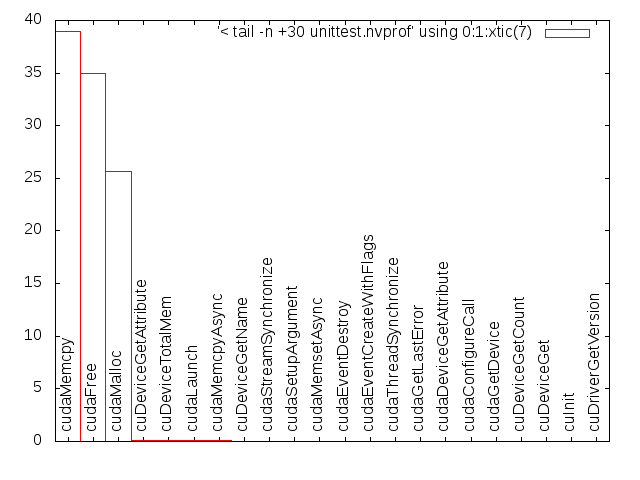 '< tail -n +30 unittest.nvprof' using 0:1:xtic(7)
40
35
30
25
20
15
10
5
0
cudaMemcpy
cudaFree
cudaMalloc
cuDeviceGetAttribute
cuDeviceTotalMem
cudaLaunch
cudaMemcpyAsync
cuDeviceGetName
cudaStreamSynchronize
cudaSetupArgument
cudaMemsetAsync
cudaEventDestroy
cudaEventCreateWithFlags
cudaThreadSynchronize
cudaGetLastError
cudaDeviceGetAttribute
cudaConfigureCall
cudaGetDevice
cuDeviceGetCount
cuDeviceGet
cuInit
cuDriverGetVersion